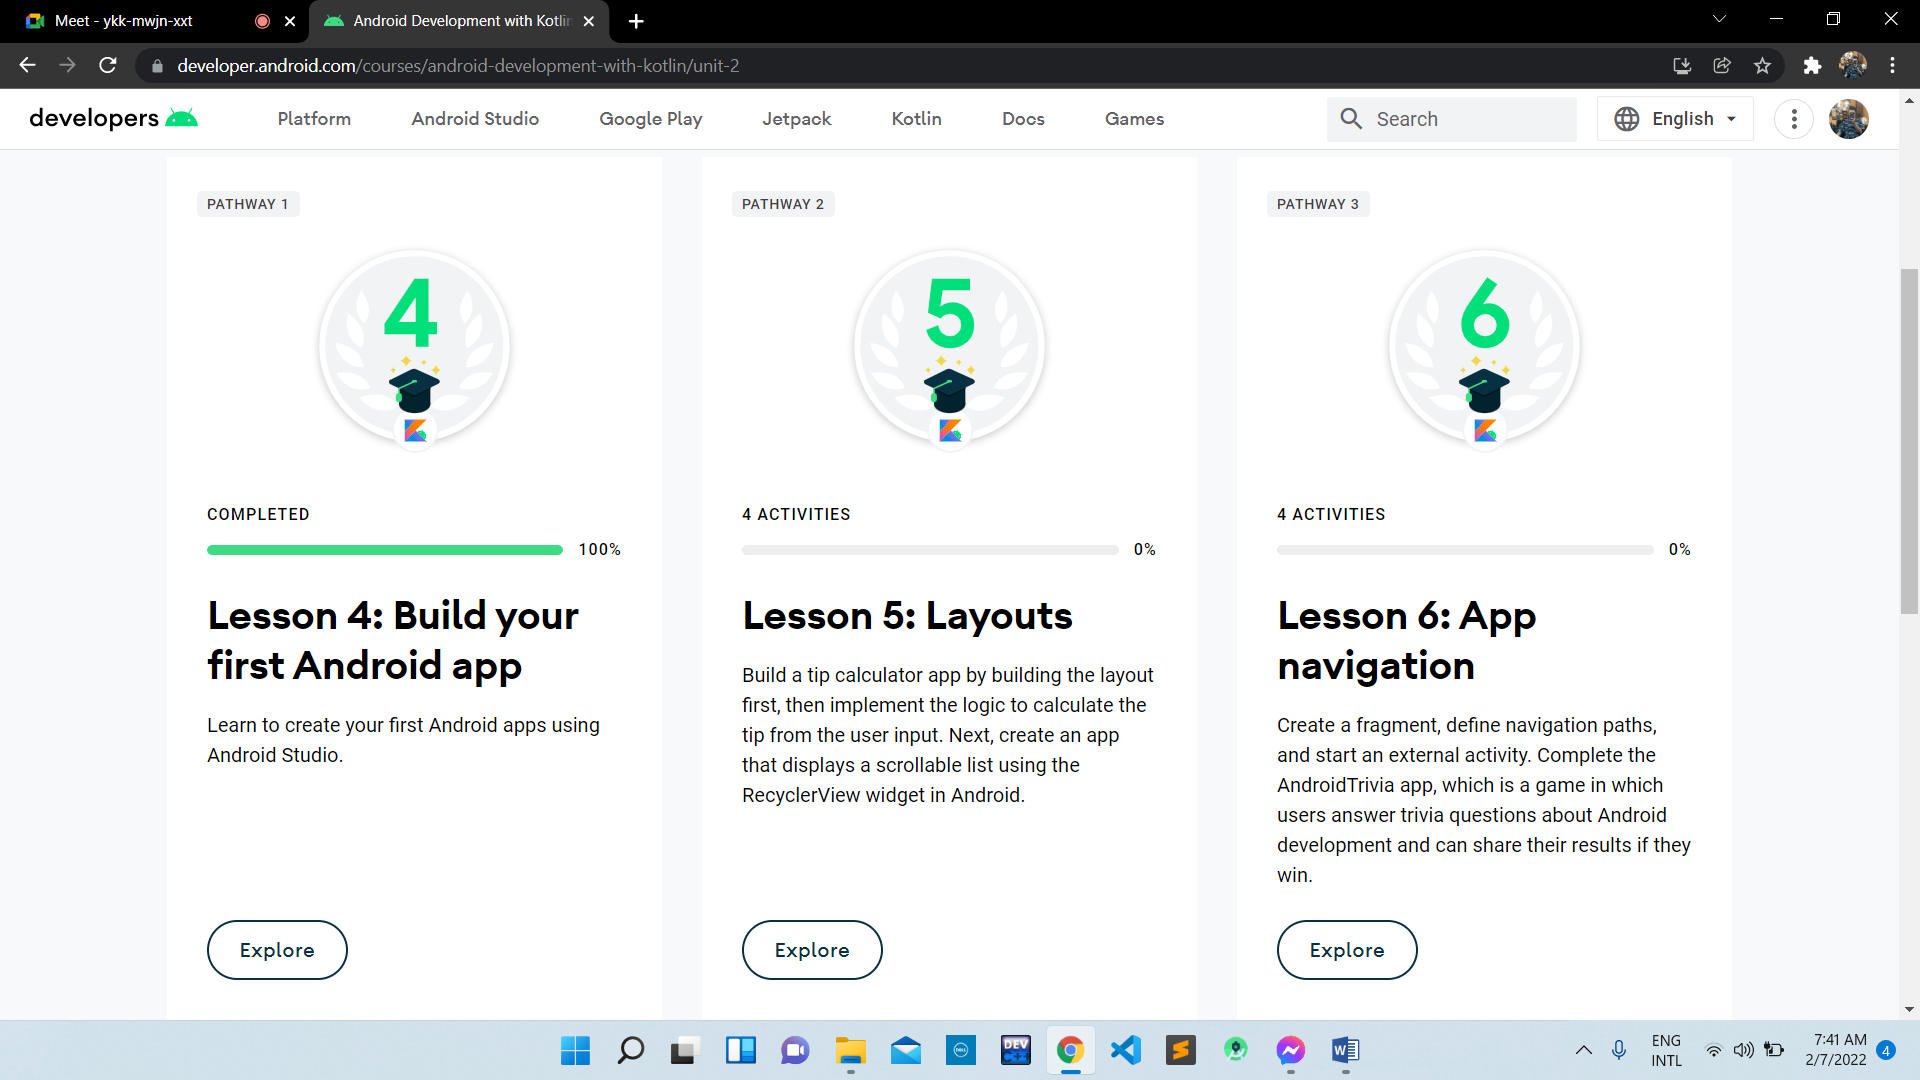 Meet - ykk-mwjn-xxt
Android Development with Kotlin
developer.android.com/courses/android-development-with-kotlin/unit-2
developers
Platform
Android Studio
Google Play
Jetpack
Kotlin
Docs
Games
Search
English
PATHWAY 1
4
COMPLETED
100%
Lesson 4: Build your
first Android app
Learn to create your first Android apps using
Android Studio.
Explore
PATHWAY 2
5
4 ACTIVITIES
0%
Lesson 5: Layouts
Build a tip calculator app by building the layout
first, then implement the logic to calculate the
tip from the user input. Next, create an app
that displays a scrollable list using the
RecyclerView widget in Android.
Explore
PATHWAY 3
6
4 ACTIVITIES
0%
Lesson 6: App
navigation
Create a fragment, define navigation paths,
and start an external activity. Complete the
AndroidTrivia app, which is a game in which
users answer trivia questions about Android
development and can share their results if they
win.
Explore
DELL
DEV
C++
W
ENG
INTL
7:41 AM
2/7/2022
4